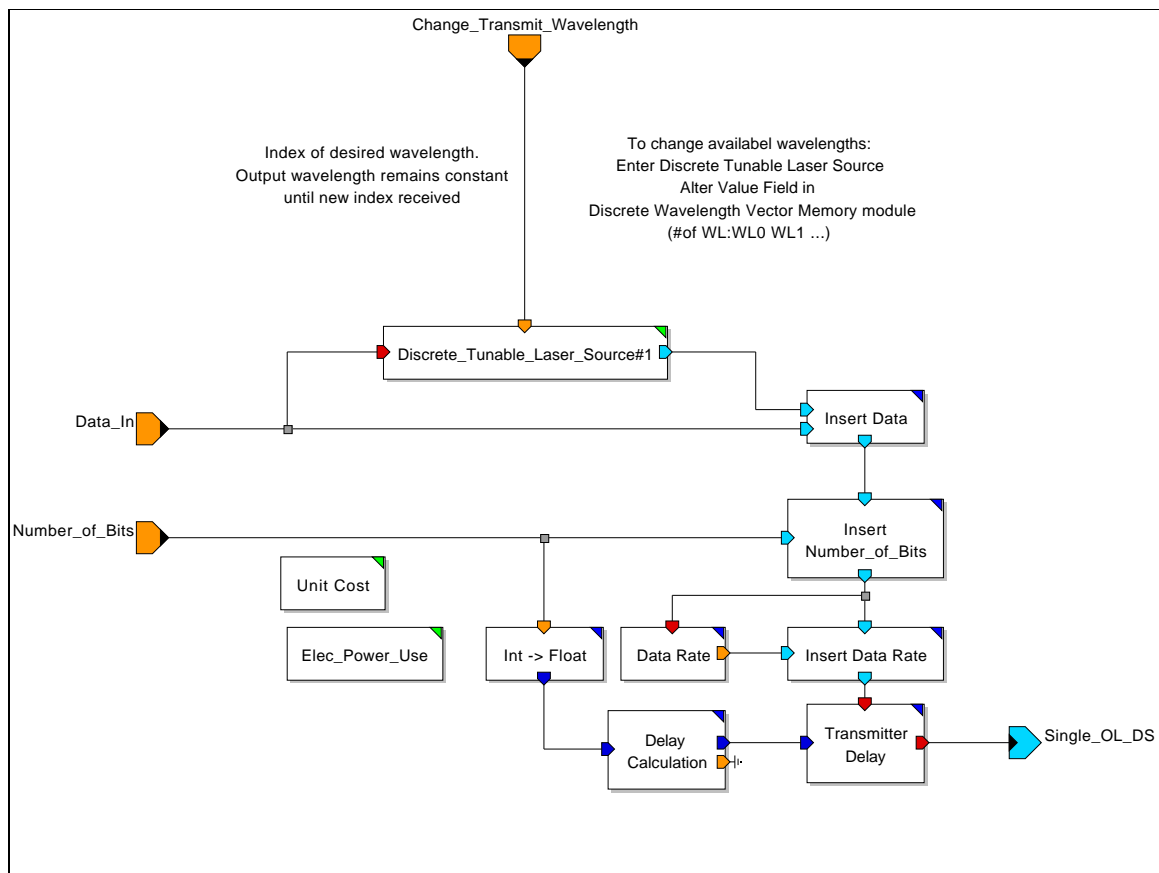 Change_Transmit_Wavelength
Index of desired wavelength.
Output wavelength remains constant
until new index received
To change availabel wavelengths:
Enter Discrete Tunable Laser Source
Alter Value Field in
Discrete Wavelength Vector Memory module
(#of WL:WL0 WL1 ...)
Discrete_Tunable_Laser_Source#1
Data_In
Insert Data
Number_of_Bits
Insert
Number_of_Bits
Unit Cost
Elec_Power_Use
Int -> Float
Data Rate
Insert Data Rate
Delay
Calculation
Transmitter
Delay
Single_OL_DS